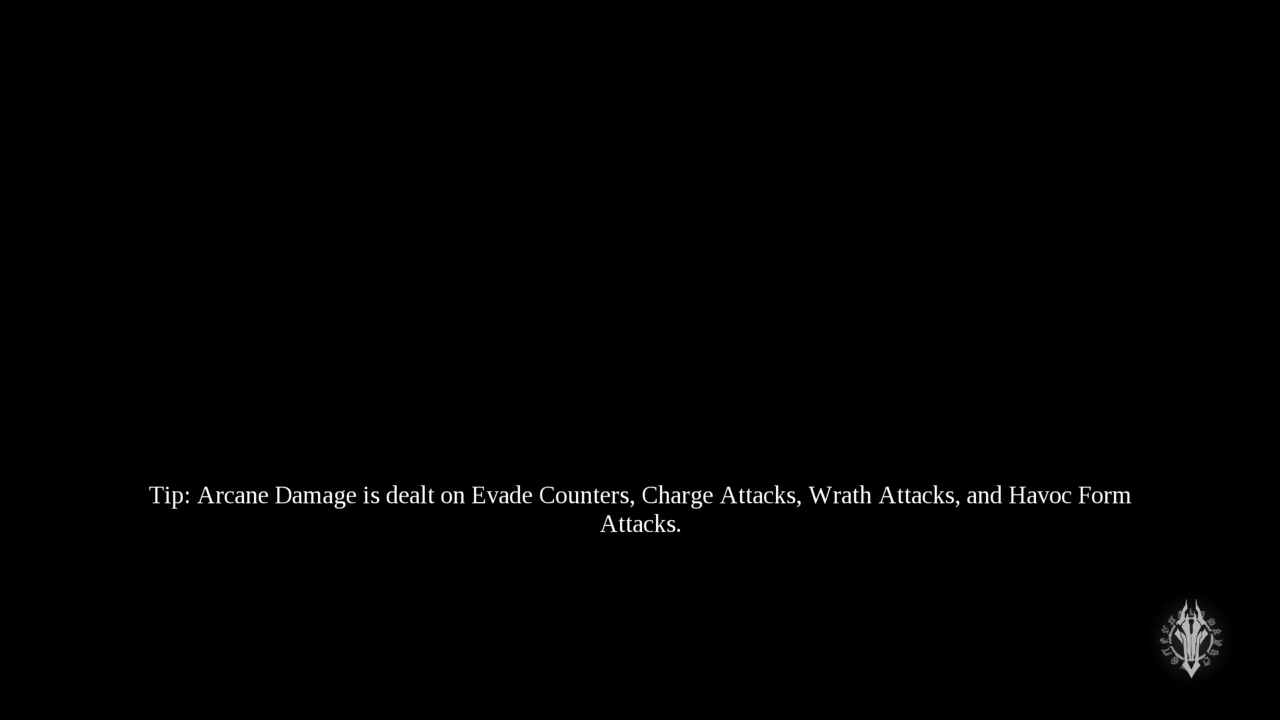 Tip: Arcane Damage is dealt on Evade Counters, Charge Attacks, Wrath Attacks, and Havoc Form
Attacks.